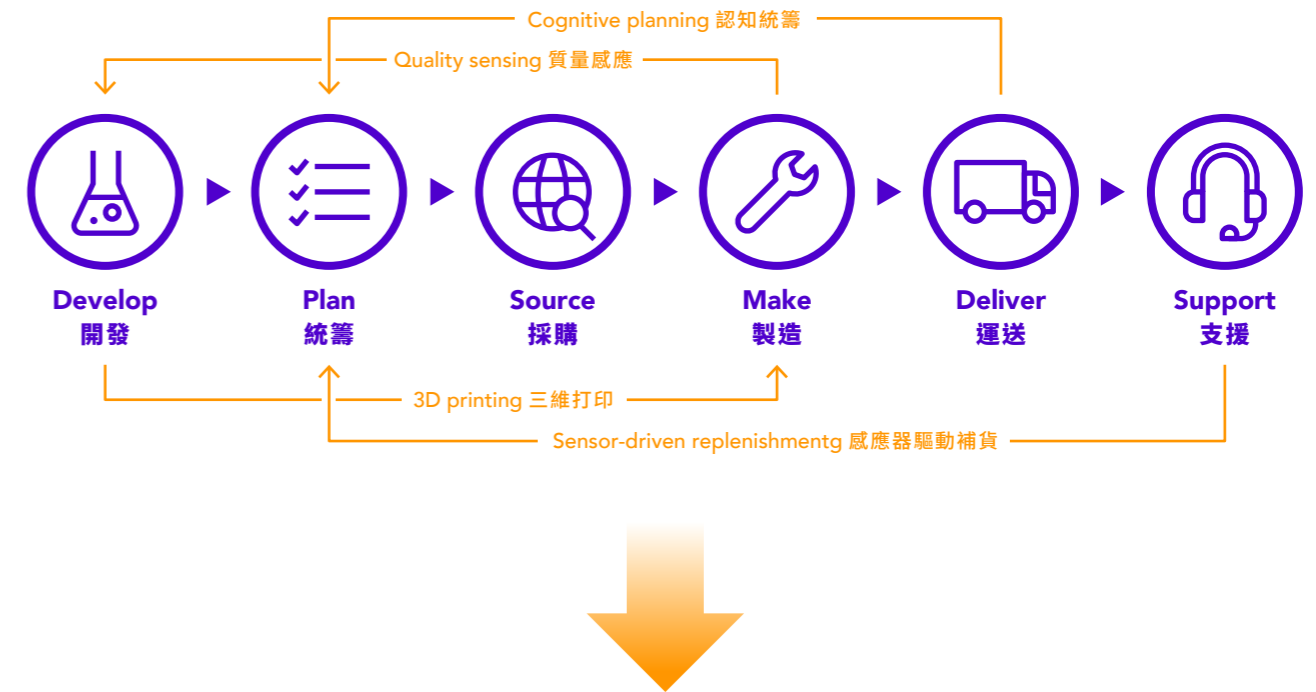 Cognitive planning 認知統籌
Quality sensing 質量感應
Develop
開發
Plan
統籌
Source
採購
Make
製造
Deliver
運送
Support
支援
3D printing 三維打印
Sensor-driven replenishmentg 感應器驅動補貨